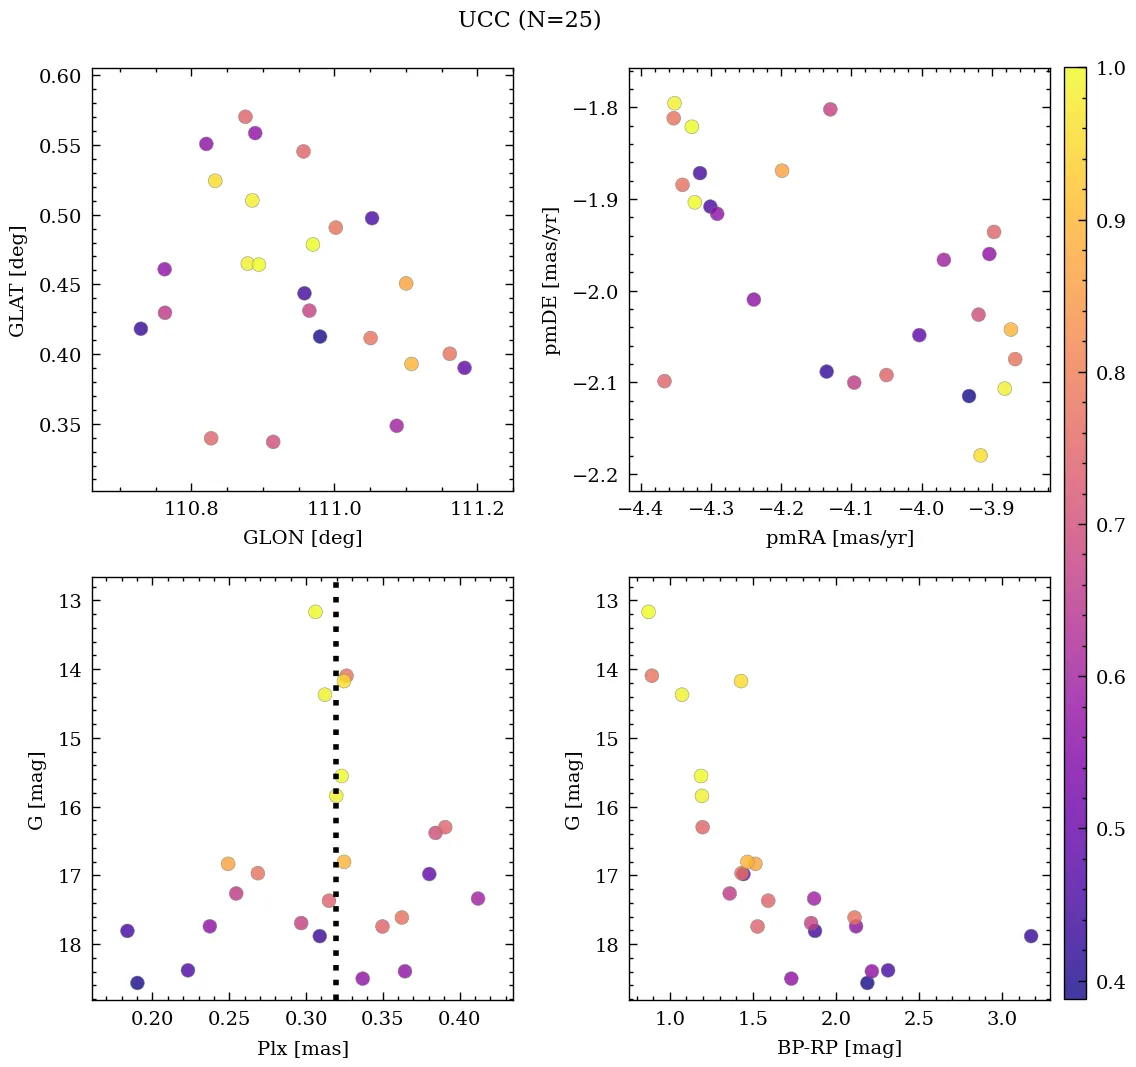 UCC (N=25)
0.60
0.55
0.50
0.45
0.40
0.35
GLAT [deg]
110.8 111.0 111.2
GLON [deg]
−1.8
−1.9
−2.0
−2.1
−2.2
pmDE [mas/yr]
−4.4 −4.3 −4.2 −4.1 −4.0 −3.9
pmRA [mas/yr]
1.0
0.9
0.8
0.7
0.6
0.5
0.4
13
14
15
16
17
18
G [mag]
0.20 0.25 0.30 0.35 0.40
Plx [mas]
13
14
15
16
17
18
G [mag]
1.0 1.5 2.0 2.5 3.0
BP-RP [mag]